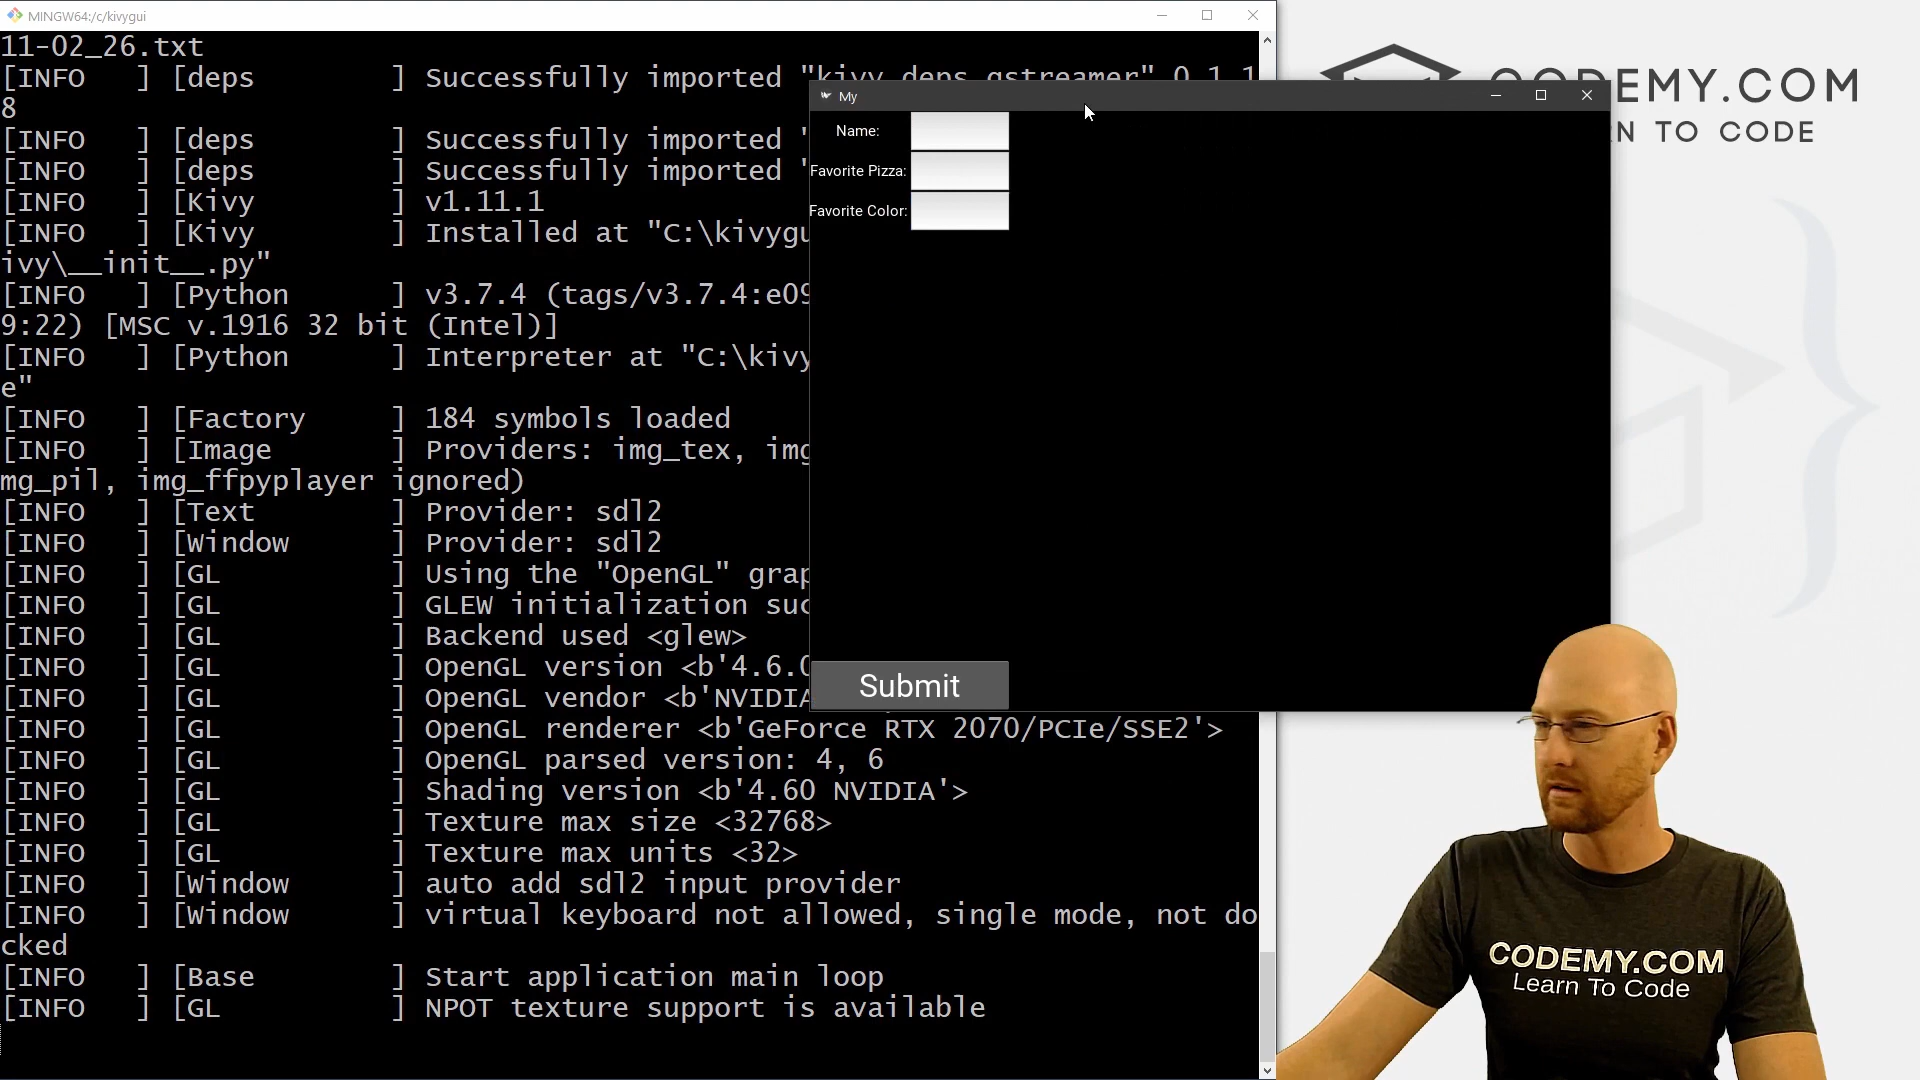 MINGW64:/c/kivygui
11-02_26.txt
[INFO   ] [deps        ] Successfully imported "kivy_deps.gstreamer" 0.1.1
8
[INFO   ] [deps        ] Successfully imported "
[INFO   ] [deps        ] Successfully imported "
[INFO   ] [Kivy        ] v1.11.1
[INFO   ] [Kivy        ] Installed at "C:\kivygu
ivy\__init__.py"
[INFO   ] [Python      ] v3.7.4 (tags/v3.7.4:e09
9:22) [MSC v.1916 32 bit (Intel)]
[INFO   ] [Python      ] Interpreter at "C:\kivy
e"
[INFO   ] [Factory     ] 184 symbols loaded
[INFO   ] [Image       ] Providers: img_tex, img
mg_pil, img_ffpyplayer ignored)
[INFO   ] [Text        ] Provider: sdl2
[INFO   ] [Window      ] Provider: sdl2
[INFO   ] [GL          ] Using the "OpenGL" grap
[INFO   ] [GL          ] GLEW initialization suc
[INFO   ] [GL          ] Backend used <glew>
[INFO   ] [GL          ] OpenGL version <b'4.6.0
[INFO   ] [GL          ] OpenGL vendor <b'NVIDIA
[INFO   ] [GL          ] OpenGL renderer <b'GeForce RTX 2070/PCIe/SSE2'>
[INFO   ] [GL          ] OpenGL parsed version: 4, 6
[INFO   ] [GL          ] Shading version <b'4.60 NVIDIA'>
[INFO   ] [GL          ] Texture max size <32768>
[INFO   ] [GL          ] Texture max units <32>
[INFO   ] [Window      ] auto add sdl2 input provider
[INFO   ] [Window      ] virtual keyboard not allowed, single mode, not do
cked
[INFO   ] [Base        ] Start application main loop
[INFO   ] [GL          ] NPOT texture support is available
My
Name:
Favorite Pizza:
Favorite Color:
Submit
CODEMY.COM
N TO CODE
CODEMY.COM
Learn To Code